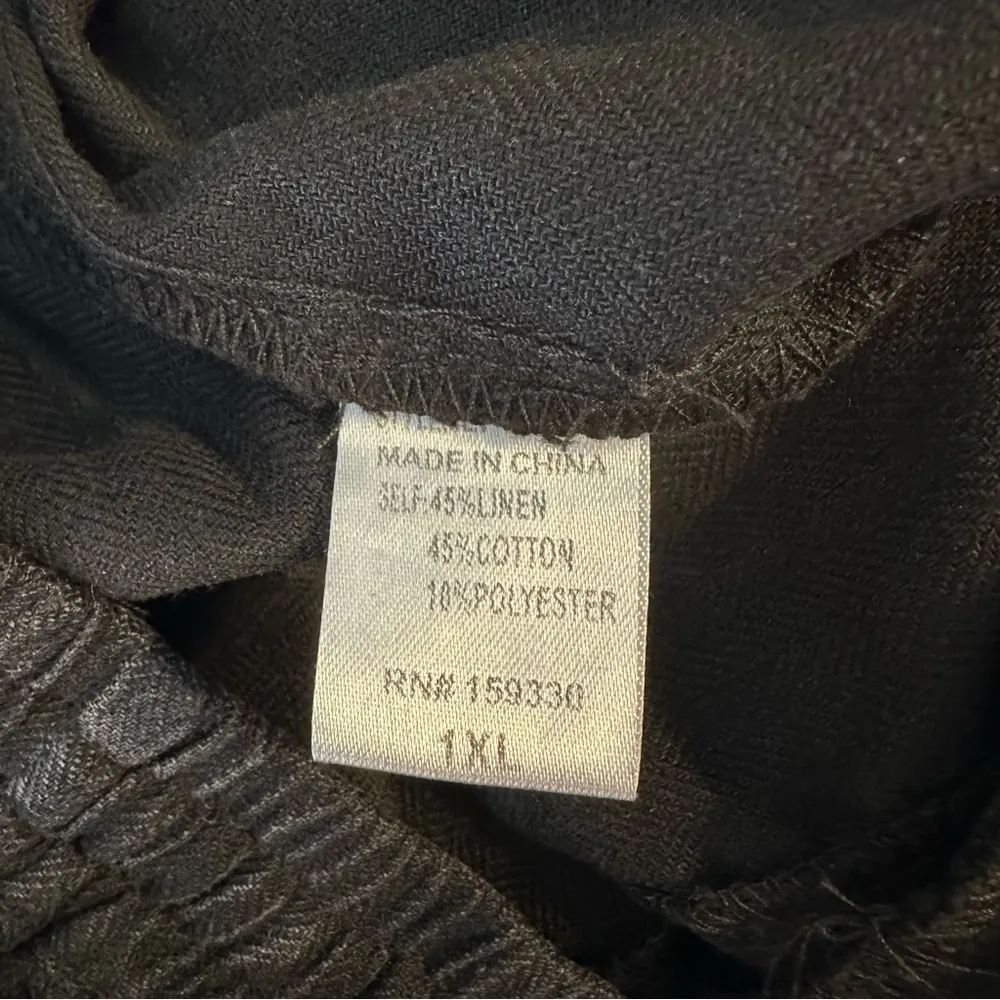 MADE IN CHINA
SELF:45%LINEN
45%COTTON
10%POLYESTER
RN# 159330
1XL